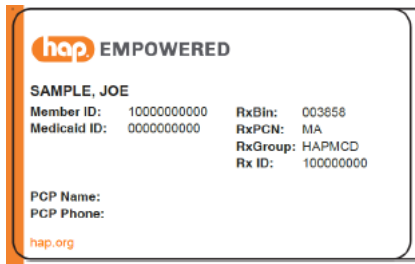 hap. EMPOWERED
SAMPLE, JOE
Member ID: 10000000000 RxBin: 003858
Medicaid ID: 0000000000 RxPCN: MA
RxGroup: HAPMCD
Rx ID: 100000000
PCP Name:
PCP Phone:
hap.org